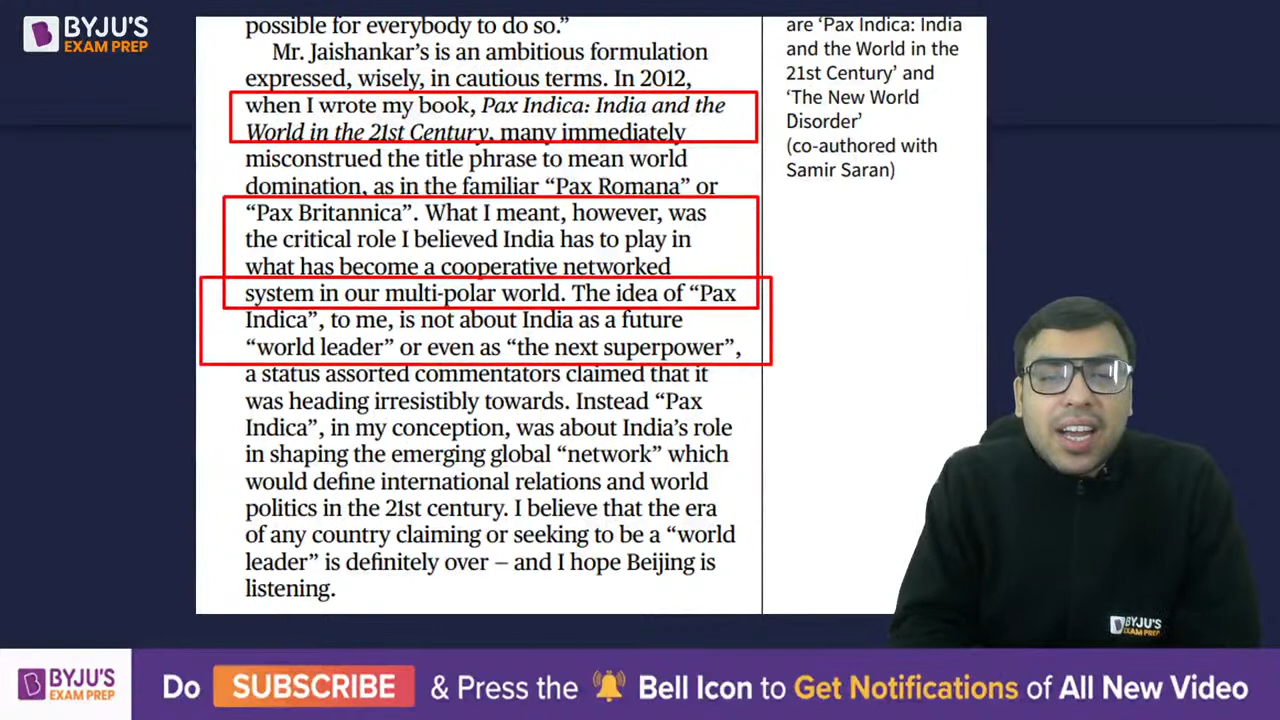 BYJU'S
EXAM PREP
possible for everybody to do so.”
Mr. Jaishankar’s is an ambitious formulation
expressed, wisely, in cautious terms. In 2012,
when I wrote my book, Pax Indica: India and the
World in the 21st Century, many immediately
misconstrued the title phrase to mean world
domination, as in the familiar “Pax Romana” or
“Pax Britannica”. What I meant, however, was
the critical role I believed India has to play in
what has become a cooperative networked
system in our multi-polar world. The idea of “Pax
Indica”, to me, is not about India as a future
“world leader” or even as “the next superpower”,
a status assorted commentators claimed that it
was heading irresistibly towards. Instead “Pax
Indica”, in my conception, was about India’s role
in shaping the emerging global “network” which
would define international relations and world
politics in the 21st century. I believe that the era
of any country claiming or seeking to be a “world
leader” is definitely over — and I hope Beijing is
listening.
are ‘Pax Indica: India
and the World in the
21st Century’ and
‘The New World
Disorder’
(co-authored with
Samir Saran)
BYJU'S
EXAM PREP
BYJU'S
EXAM PREP
Do SUBSCRIBE & Press the Bell Icon to Get Notifications of All New Video